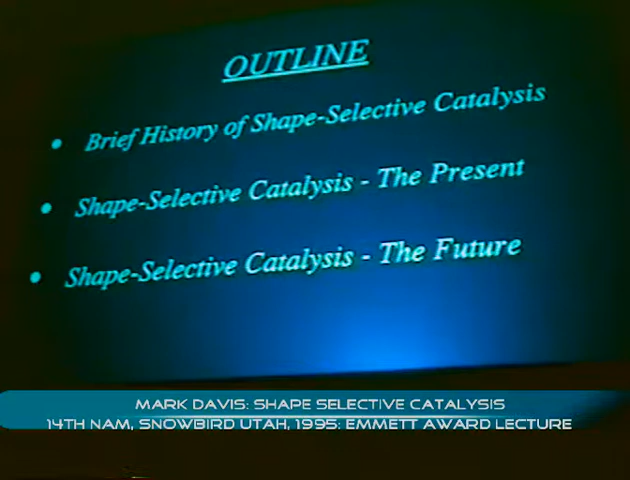 OUTLINE
• Brief History of Shape-Selective Catalysis
• Shape-Selective Catalysis - The Present
• Shape-Selective Catalysis - The Future
MARK DAVIS: SHAPE SELECTIVE CATALYSIS
14TH NAM, SNOWBIRD UTAH, 1995: EMMETT AWARD LECTURE